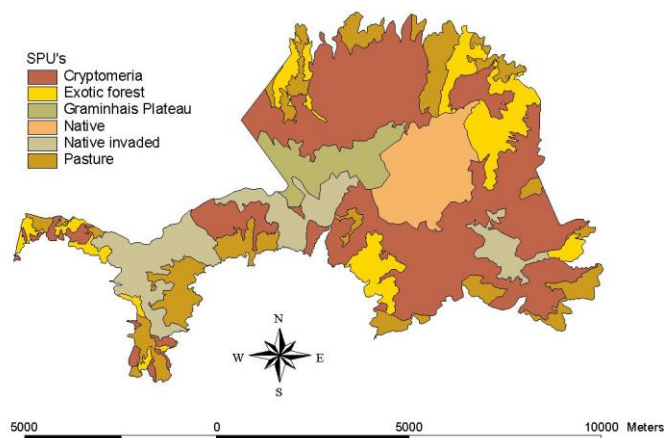 SPU's
Cryptomeria
Exotic forest
Graminhais Plateau
Native
Native invaded
Pasture
N
W E
S
5000 0 5000 10000 Meters